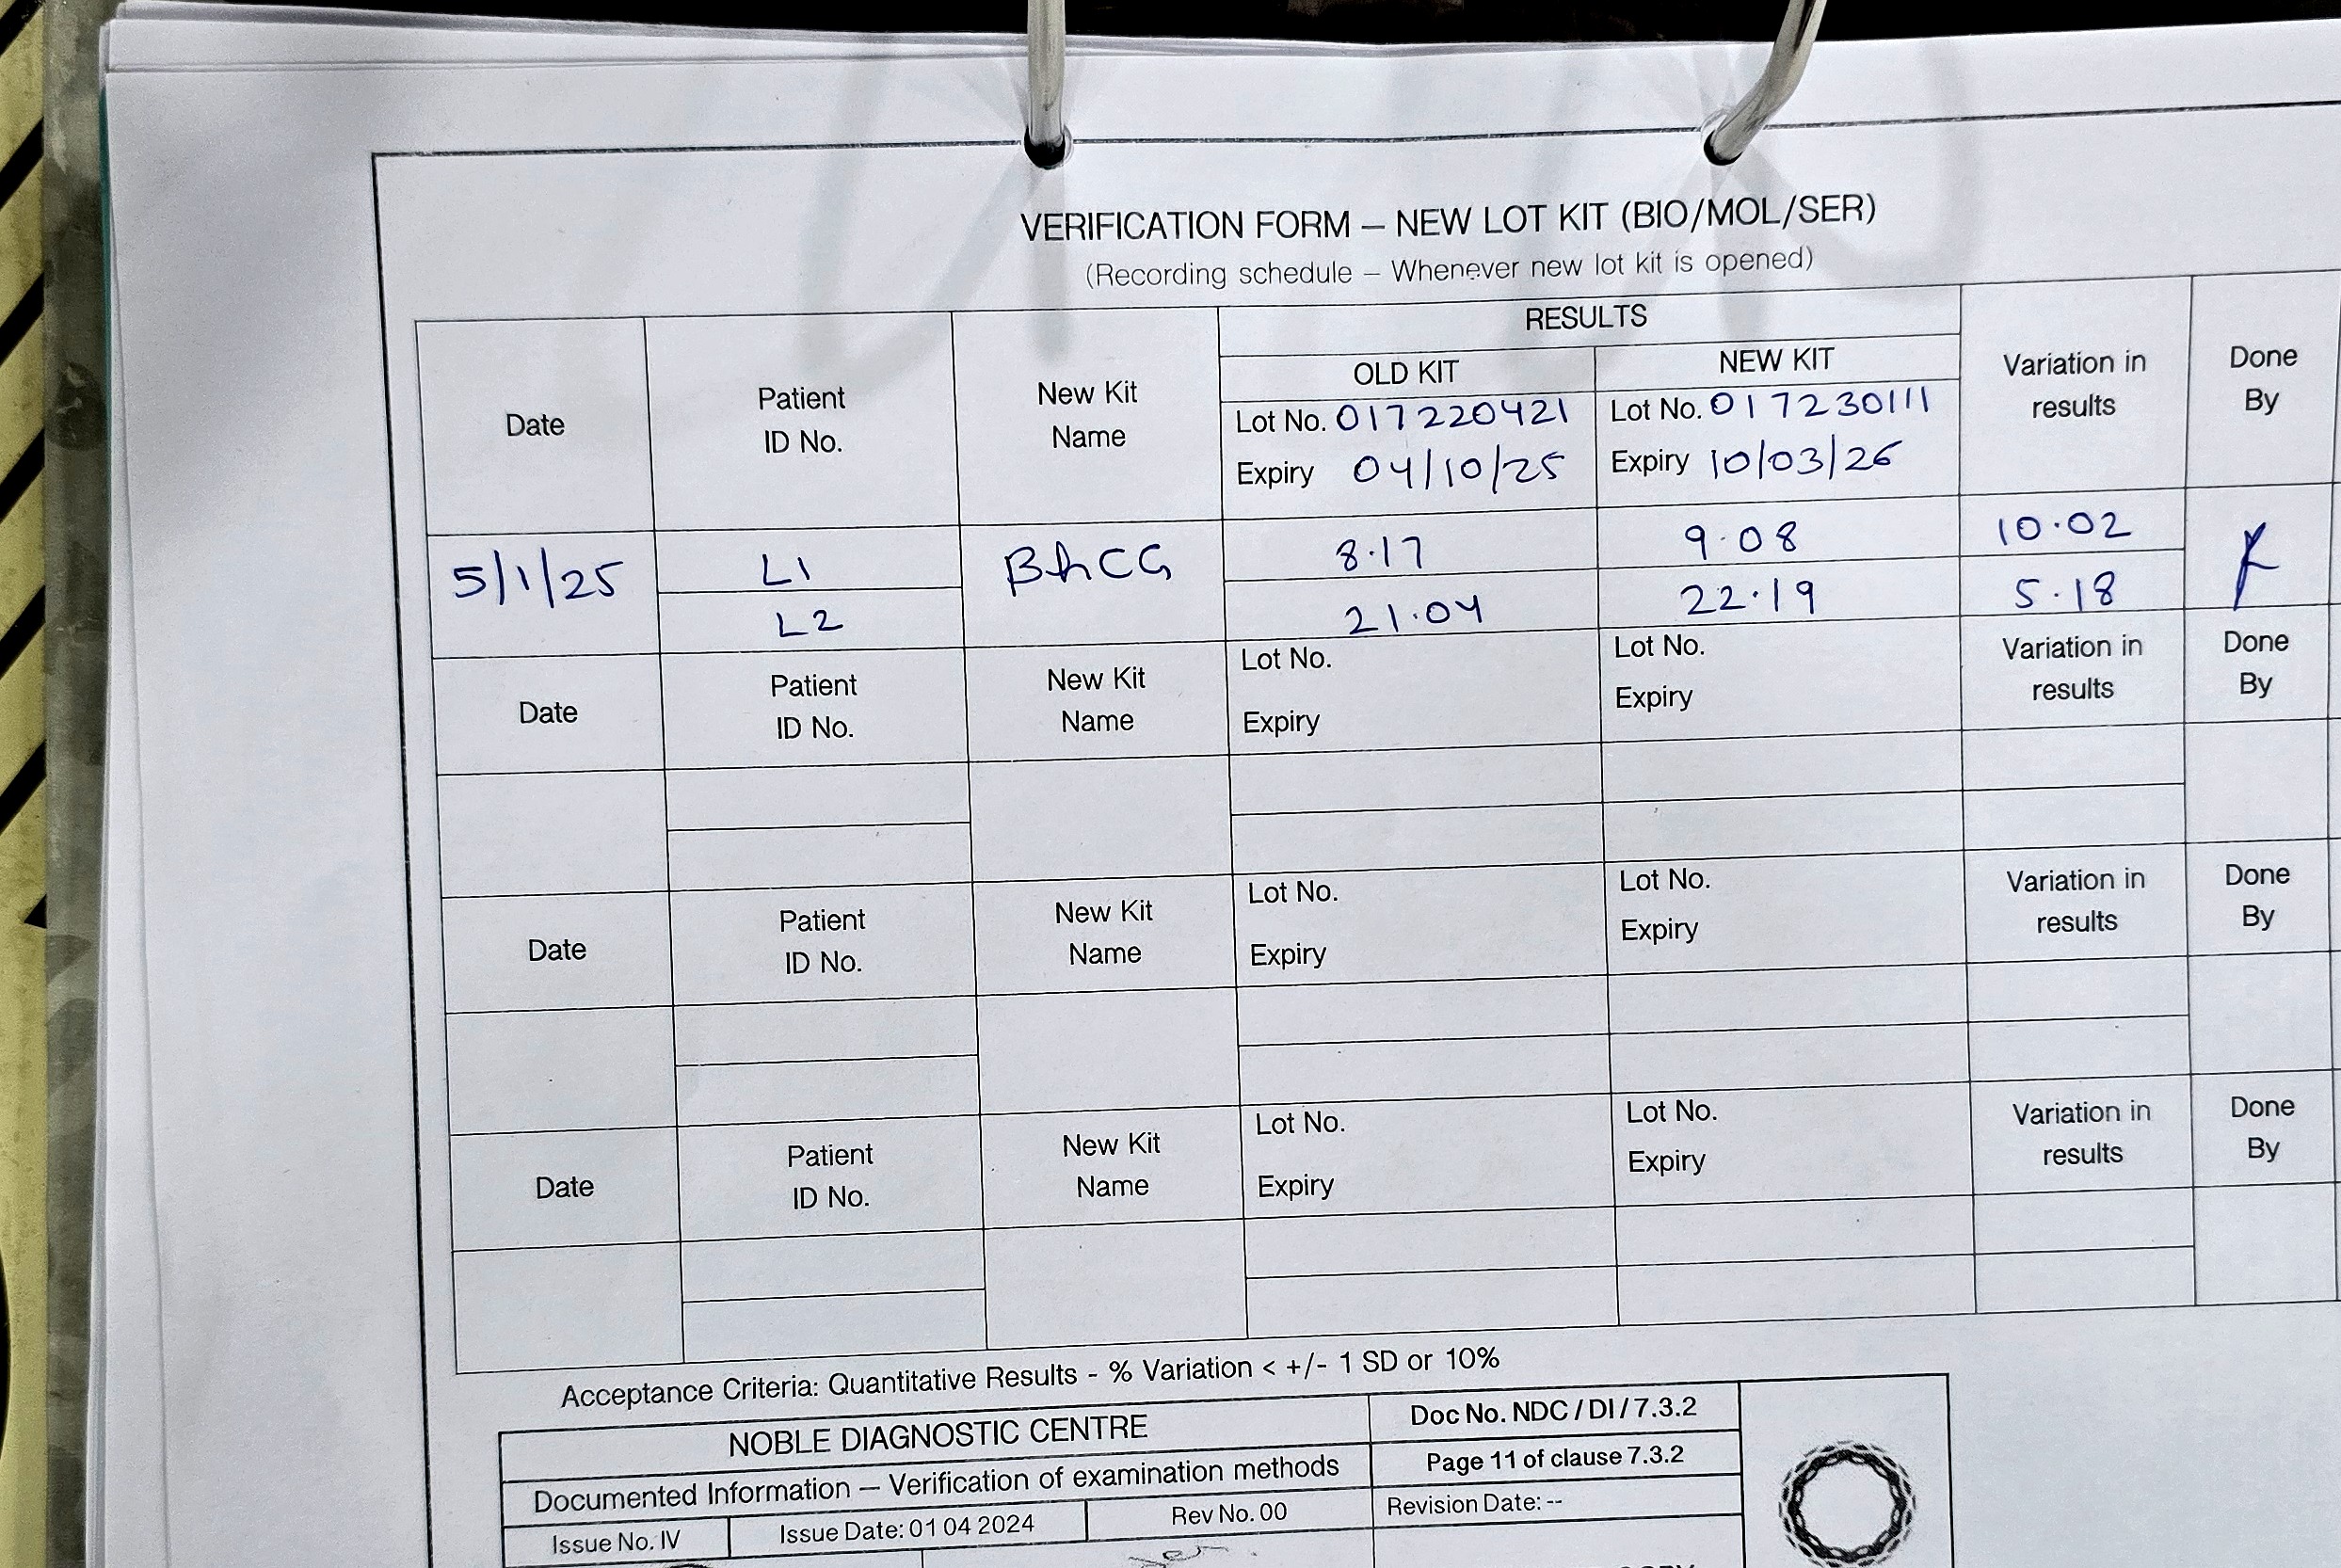 VERIFICATION FORM – NEW LOT KIT (BIO/MOL/SER)
(Recording schedule – Whenever new lot kit is opened)
RESULTS
Date
Patient
ID No.
New Kit
Name
OLD KIT
Lot No. 017220421
Expiry 04/10/25
NEW KIT
Lot No. 017230111
Expiry 10/03/26
Variation in
results
Done
By
5/1/25
L1
BhCG
8.17
9.08
10.02
L2
21.04
22.19
5.18
Date
Patient
ID No.
New Kit
Name
Lot No.
Expiry
Lot No.
Expiry
Variation in
results
Done
By
Date
Patient
ID No.
New Kit
Name
Lot No.
Expiry
Lot No.
Expiry
Variation in
results
Done
By
Date
Patient
ID No.
New Kit
Name
Lot No.
Expiry
Lot No.
Expiry
Variation in
results
Done
By
Acceptance Criteria: Quantitative Results - % Variation < +/- 1 SD or 10%
NOBLE DIAGNOSTIC CENTRE
Doc No. NDC / DI / 7.3.2
Documented Information – Verification of examination methods
Page 11 of clause 7.3.2
Issue No. IV
Issue Date: 01 04 2024
Rev No. 00
Revision Date: --